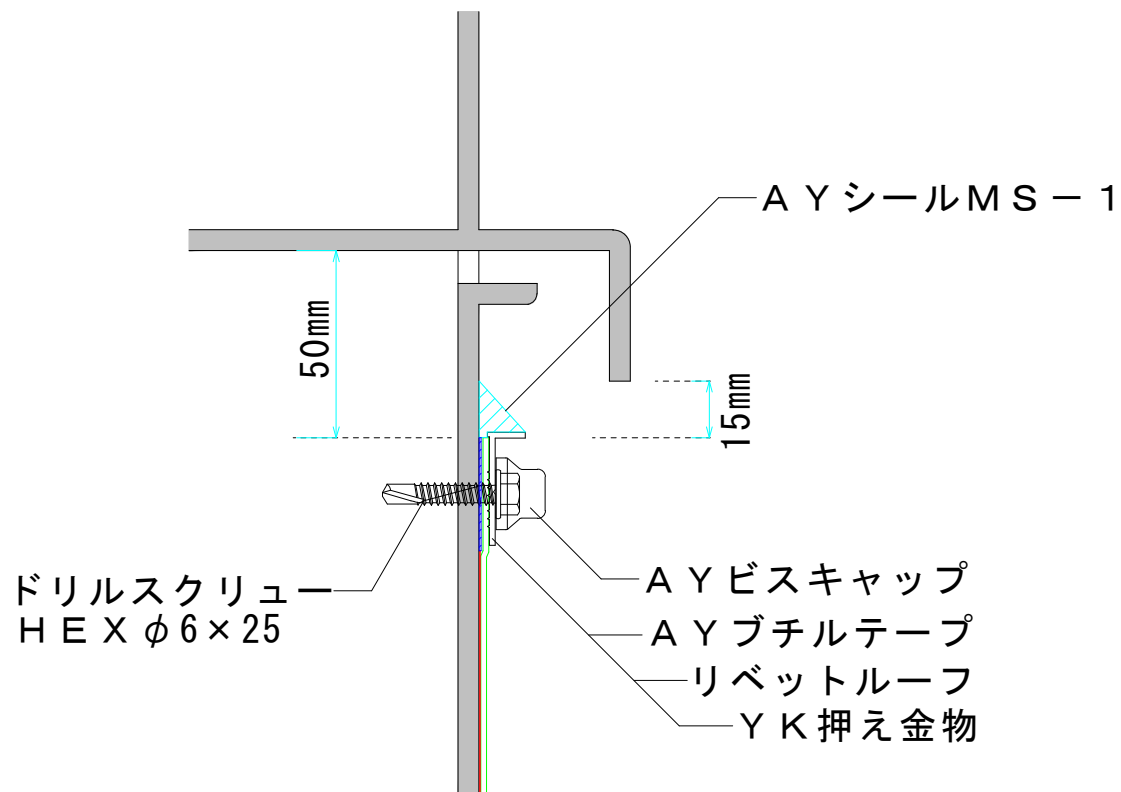 ＡＹシールＭＳ－１
50mm
15mm
ドリルスクリュー
ＨＥＸφ6×25
ＡＹビスキャップ
ＡＹブチルテープ
リベットルーフ
ＹＫ押え金物